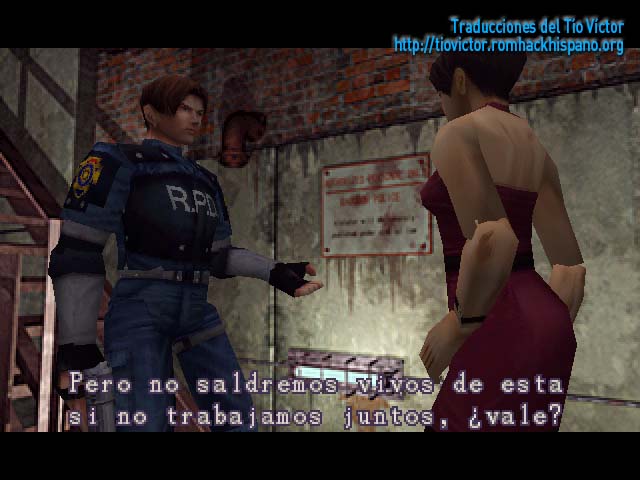 Traducciones del Tio Victor
http://tiovictor.romhackhispano.org
R.P.D.
Pero no saldremos vivos de esta
si no trabajamos juntos, ¿vale?